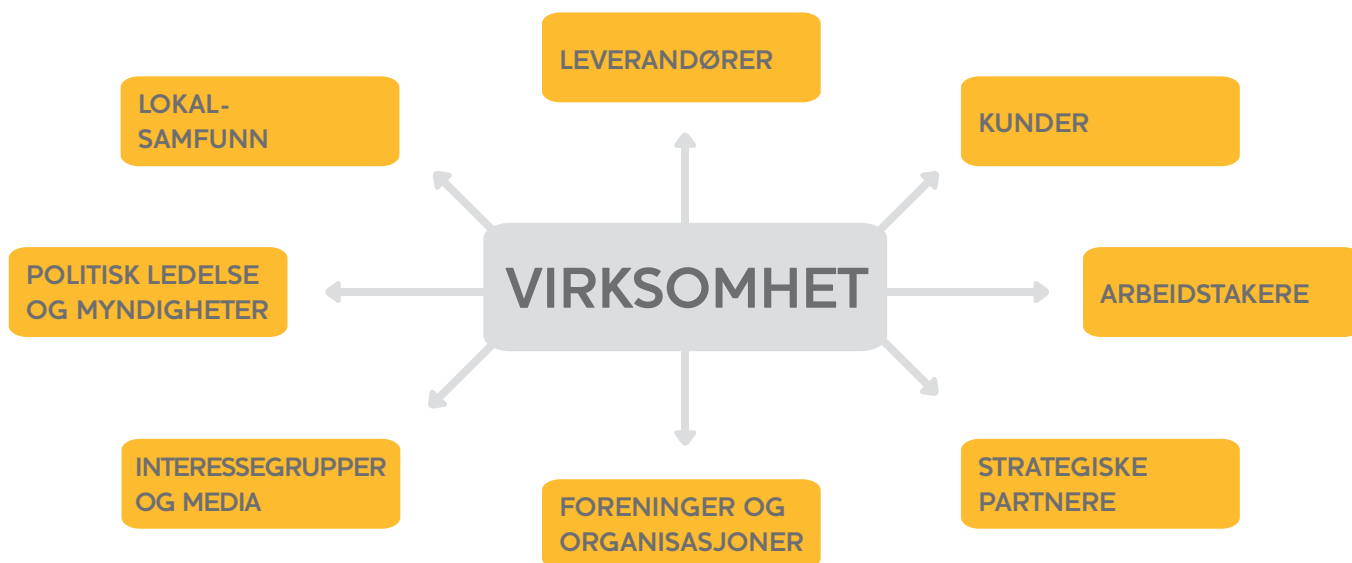 LEVERANDØRER
LOKAL-
SAMFUNN
KUNDER
POLITISK LEDELSE
OG MYNDIGHETER
VIRKSOMHET
ARBEIDSTAKERE
INTERESSEGRUPPER
OG MEDIA
FORENINGER OG
ORGANISASJONER
STRATEGISKE
PARTNERE